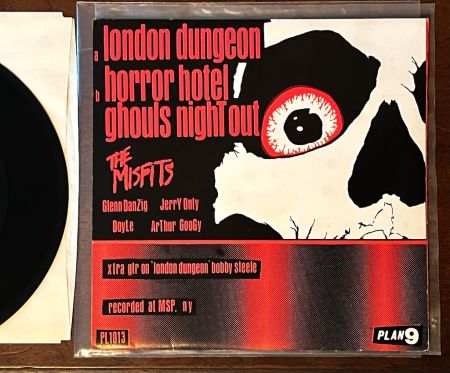 a london dungeon
b horror hotel
ghouls night out
THE
MISFITS
Glenn DanZig JerrY Only
DoyLe ArThur GooGy
xtra gtr on 'london dungeon' bobby steele
recorded at MSP. ny
PL1013
PLAN 9